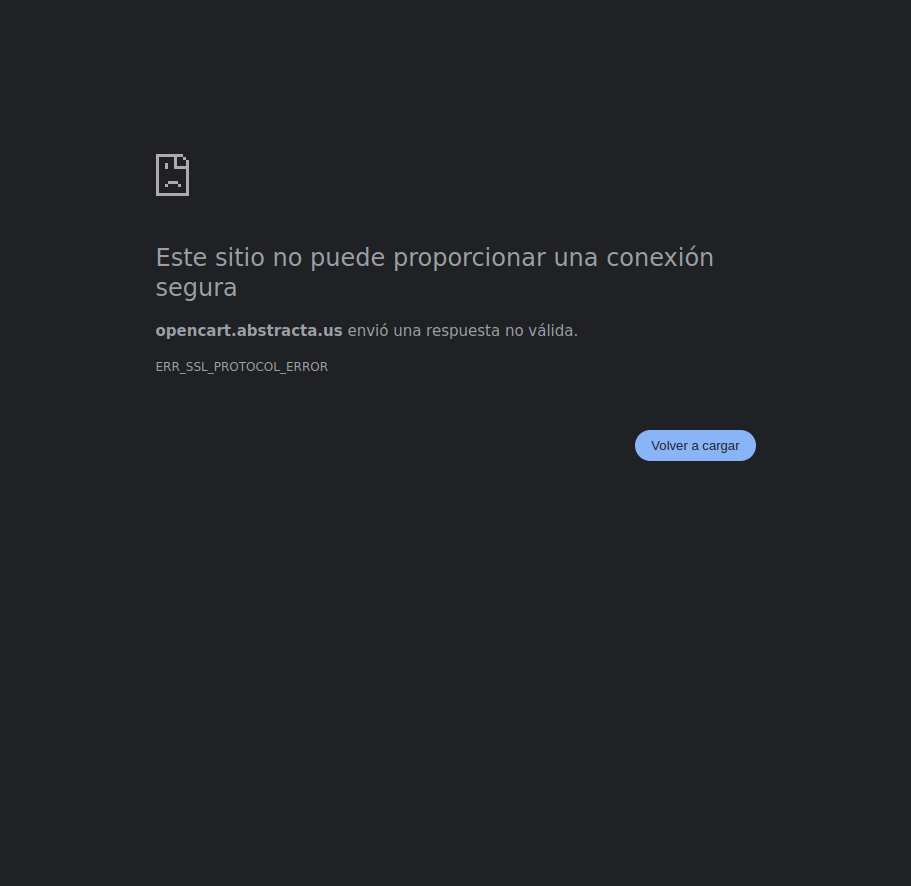 Este sitio no puede proporcionar una conexión
segura
opencart.abstracta.us envió una respuesta no válida.
ERR_SSL_PROTOCOL_ERROR
Volver a cargar